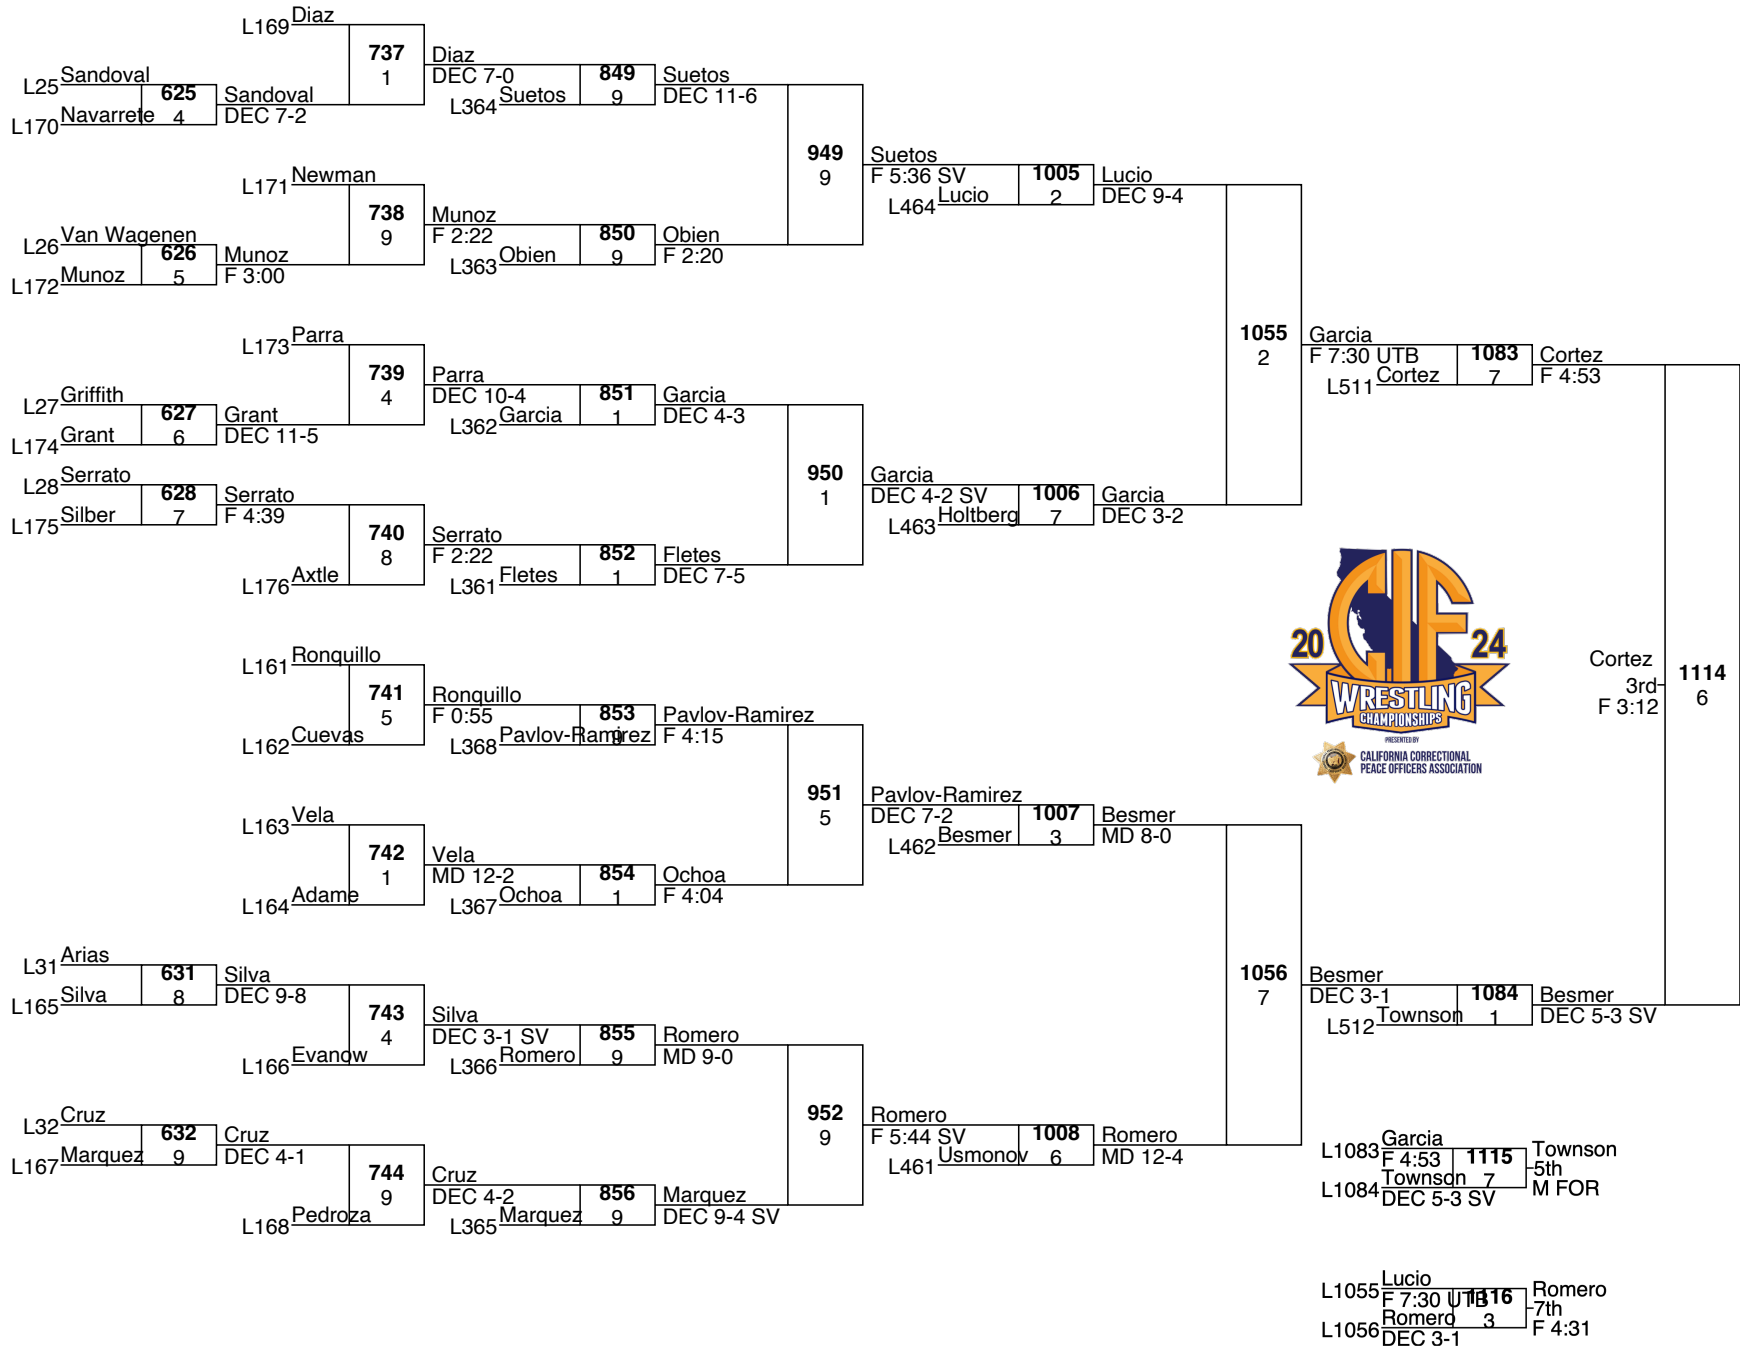 L169 Diaz
737
1
Diaz
DEC 7-0
L25 Sandoval
625
4
L170 Navarrete
Sandoval
DEC 7-2
849
9
L364 Suetos
Suetos
DEC 11-6
949
9
L171 Newman
738
9
Munoz
F 2:22
L26 Van Wagenen
626
5
L172 Munoz
Munoz
F 3:00
850
9
L363 Obien
Obien
F 2:20
Suetos
F 5:36 SV
1005
2
L464 Lucio
Lucio
DEC 9-4
L173 Parra
739
4
Parra
DEC 10-4
L27 Griffith
627
6
L174 Grant
Grant
DEC 11-5
851
1
L362 Garcia
Garcia
DEC 4-3
1055
2
Garcia
F 7:30 UTB
1083
7
L511 Cortez
Cortez
F 4:53
L28 Serrato
628
7
L175 Silber
Serrato
F 4:39
740
8
L176 Axtle
Serrato
F 2:22
852
1
L361 Fletes
Fletes
DEC 7-5
950
1
Garcia
DEC 4-2 SV
1006
7
L463 Holtberg
Garcia
DEC 3-2
20 CIF 24
WRESTLING
CHAMPIONSHIPS
PRESENTED BY
CALIFORNIA CORRECTIONAL
PEACE OFFICERS ASSOCIATION
Cortez
3rd
F 3:12
1114
6
L161 Ronquillo
741
5
L162 Cuevas
Ronquillo
F 0:55
853
9
L368 Pavlov-Ramirez
Pavlov-Ramirez
F 4:15
951
5
Pavlov-Ramirez
DEC 7-2
1007
3
L462 Besmer
Besmer
MD 8-0
L163 Vela
742
1
L164 Adame
Vela
MD 12-2
854
1
L367 Ochoa
Ochoa
F 4:04
L31 Arias
631
8
L165 Silva
Silva
DEC 9-8
743
4
L166 Evanow
Silva
DEC 3-1 SV
855
9
L366 Romero
Romero
MD 9-0
1056
7
Besmer
DEC 3-1
1084
1
L512 Townson
Besmer
DEC 5-3 SV
L32 Cruz
632
9
L167 Marquez
Cruz
DEC 4-1
744
9
L168 Pedroza
Cruz
DEC 4-2
856
9
L365 Marquez
Marquez
DEC 9-4 SV
952
9
Romero
F 5:44 SV
1008
6
L461 Usmonov
Romero
MD 12-4
L1083 Garcia
F 4:53
1115
7
L1084 Townson
DEC 5-3 SV
Townson
5th
M FOR
L1055 Lucio
F 7:30 UTB
1116
3
L1056 Romero
DEC 3-1
Romero
7th
F 4:31